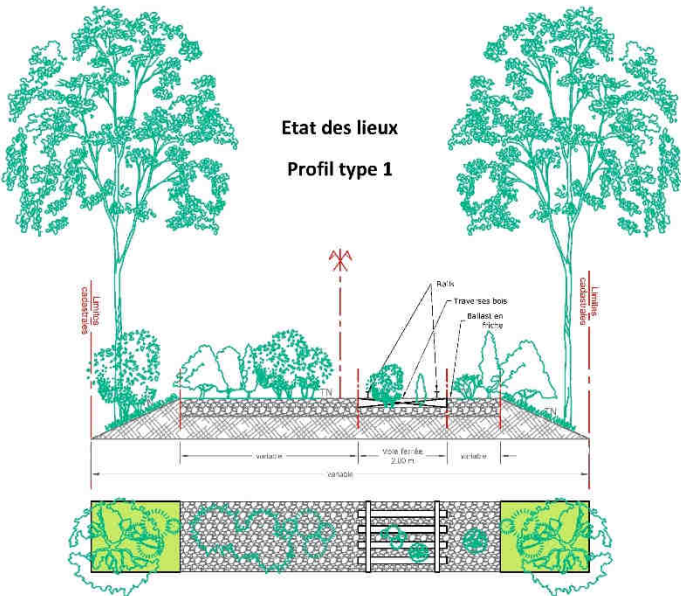 Etat des lieux
Profil type 1
Limites
cadastrales
Rails
Traverses bois
Ballast en
friche
Limites
cadastrales
TN
TN
variable
Voie ferrée
2.00 m
variable
variable